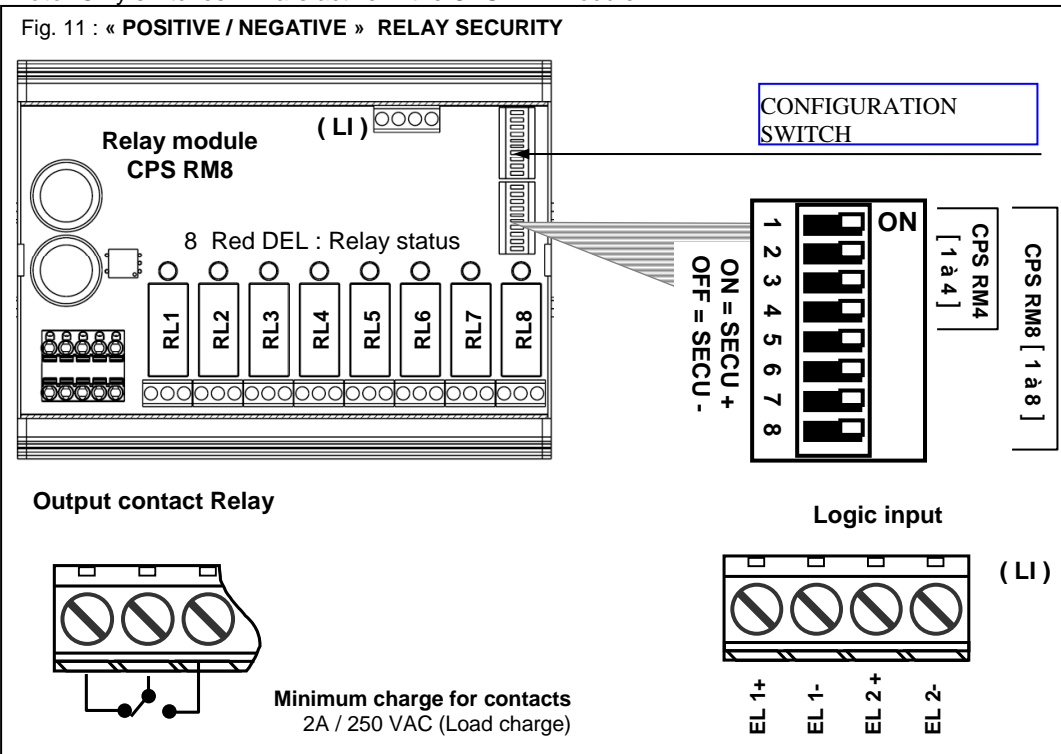 Fig. 11 : « POSITIVE / NEGATIVE » RELAY SECURITY
CONFIGURATION
SWITCH
( LI )
Relay module
CPS RM8
8 Red DEL : Relay status
RL1
RL2
RL3
RL4
RL5
RL6
RL7
RL8
ON
1
2
3
4
5
6
7
8
ON = SECU +
OFF = SECU -
CPS RM4
[ 1 à 4 ]
CPS RM8 [ 1 à 8 ]
Output contact Relay
Logic input
( LI )
EL 1+
EL 1-
EL 2 +
EL 2-
Minimum charge for contacts
2A / 250 VAC (Load charge)